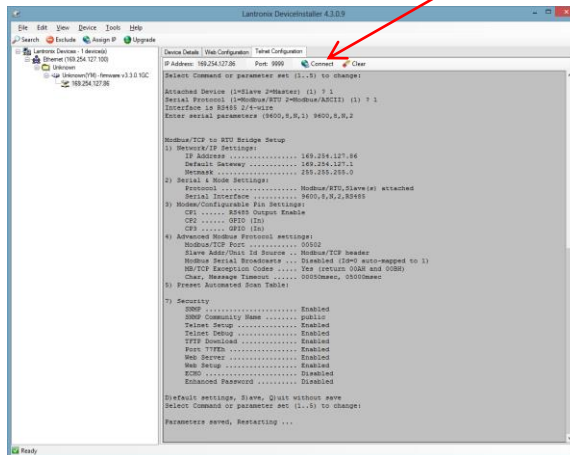 Lantronix DeviceInstaller 4.3.0.9
File Edit View Device Tools Help
Search Exclude Assign IP Upgrade
Lantronix Devices - 1 device(s)
Ethernet (169.254.127.100)
Unknown
Unknown(YM) - firmware v3.3.0.1GC
169.254.127.86
Device Details Web Configuration Telnet Configuration
IP Address: 169.254.127.86 Port: 9999 Connect Clear
Select Command or parameter set (1..5) to change:
Attached Device (1=Slave 2=Master) (1) ? 1
Serial Protocol (1=Modbus/RTU 2=Modbus/ASCII) (1) ? 1
Interface is RS485 2/4-wire
Enter serial parameters (9600,8,N,1) 9600,8,N,2
Modbus/TCP to RTU Bridge Setup
1) Network/IP Settings:
IP Address ................ 169.254.127.86
Default Gateway ........... 169.254.127.1
Netmask ................... 255.255.255.0
2) Serial & Mode Settings:
Protocol .................. Modbus/RTU,Slave(s) attached
Serial Interface .......... 9600,8,N,2,RS485
3) Modem/Configurable Pin Settings:
CP1 ...... RS485 Output Enable
CP2 ...... GPIO (In)
CP3 ...... GPIO (In)
4) Advanced Modbus Protocol settings:
Modbus/TCP Port ........... 00502
Slave Addr/Unit Id Source .. Modbus/TCP header
Modbus Serial Broadcasts ... Disabled (Id=0 auto-mapped to 1)
MB/TCP Exception Codes ..... Yes (return 00AH and 00BH)
Char, Message Timeout ...... 00050msec, 05000msec
5) Preset Automated Scan Table:
7) Security
SNMP ...................... Enabled
SNMP Community Name ....... public
Telnet Setup .............. Enabled
Telnet Debug .............. Enabled
TFTP Download ............. Enabled
Port 77FEh ................ Enabled
Web Server ................ Enabled
Web Setup ................. Enabled
ECHO ...................... Disabled
Enhanced Password ......... Disabled
D)efault settings, S)ave, Q)uit without save
Select Command or parameter set (1..5) to change:
Parameters saved, Restarting ...
Ready